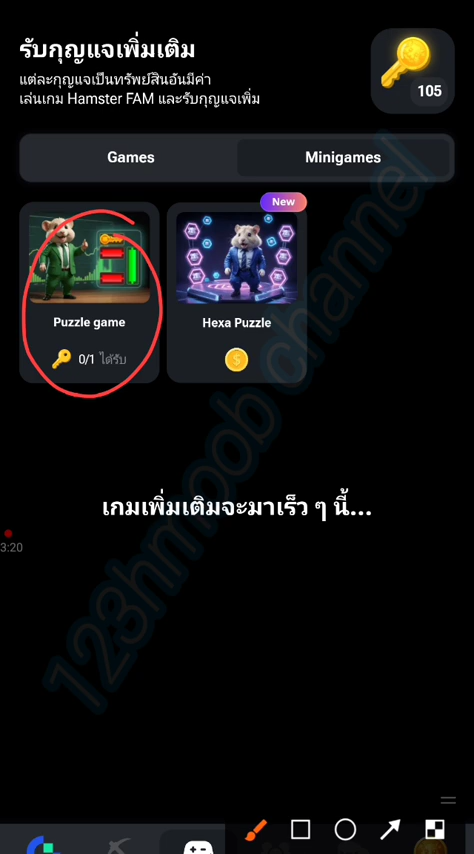 รับกุญแจเพิ่มเติม
แต่ละกุญแจเป็นทรัพย์สินอันมีค่า
เล่นเกม Hamster FAM และรับกุญแจเพิ่ม
105
Games
Minigames
New
Puzzle game
Hexa Puzzle
0/1 ได้รับ
เกมเพิ่มเติมจะมาเร็ว ๆ นี้...
3:20
123hmoob channel